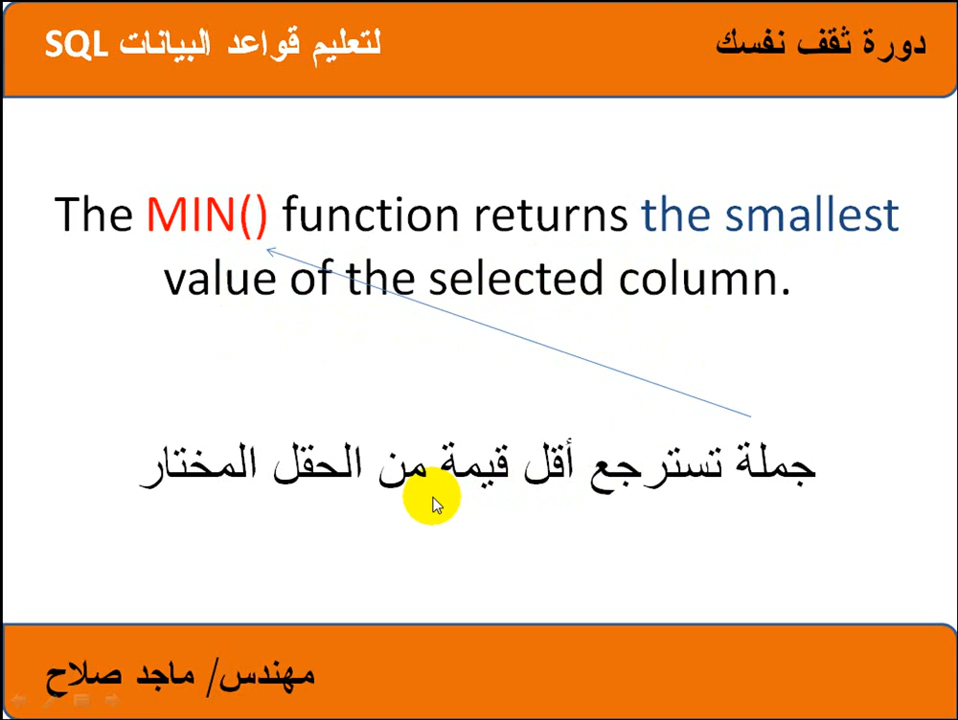 دورة ثقف نفسك
لتعليم قواعد البيانات SQL
The MIN() function returns the smallest
value of the selected column.
جملة تسترجع أقل قيمة من الحقل المختار
مهندس/ ماجد صلاح